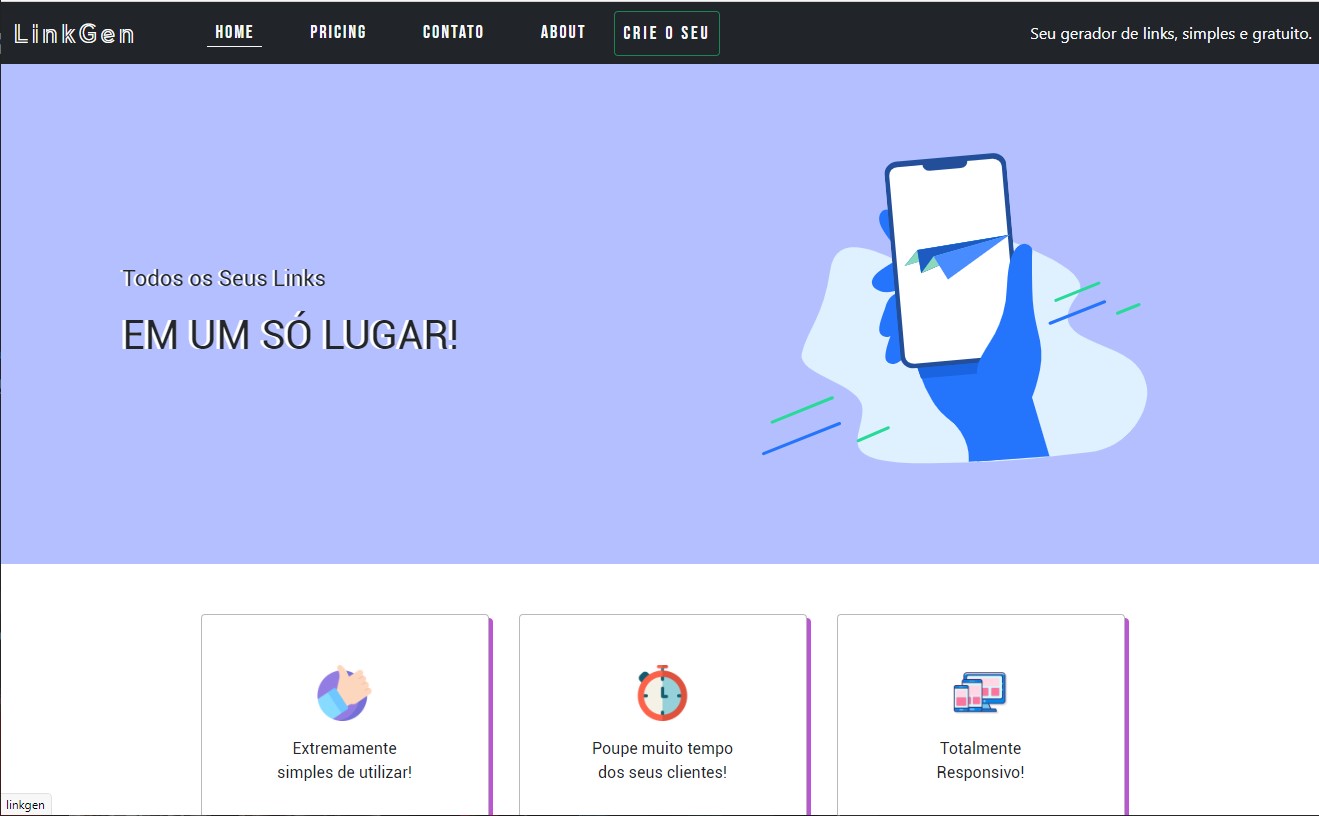 LinkGen
HOME
PRICING
CONTATO
ABOUT
CRIE O SEU
Seu gerador de links, simples e gratuito.
Todos os Seus Links
EM UM SÓ LUGAR!
Extremamente
simples de utilizar!
Poupe muito tempo
dos seus clientes!
Totalmente
Responsivo!
linkgen